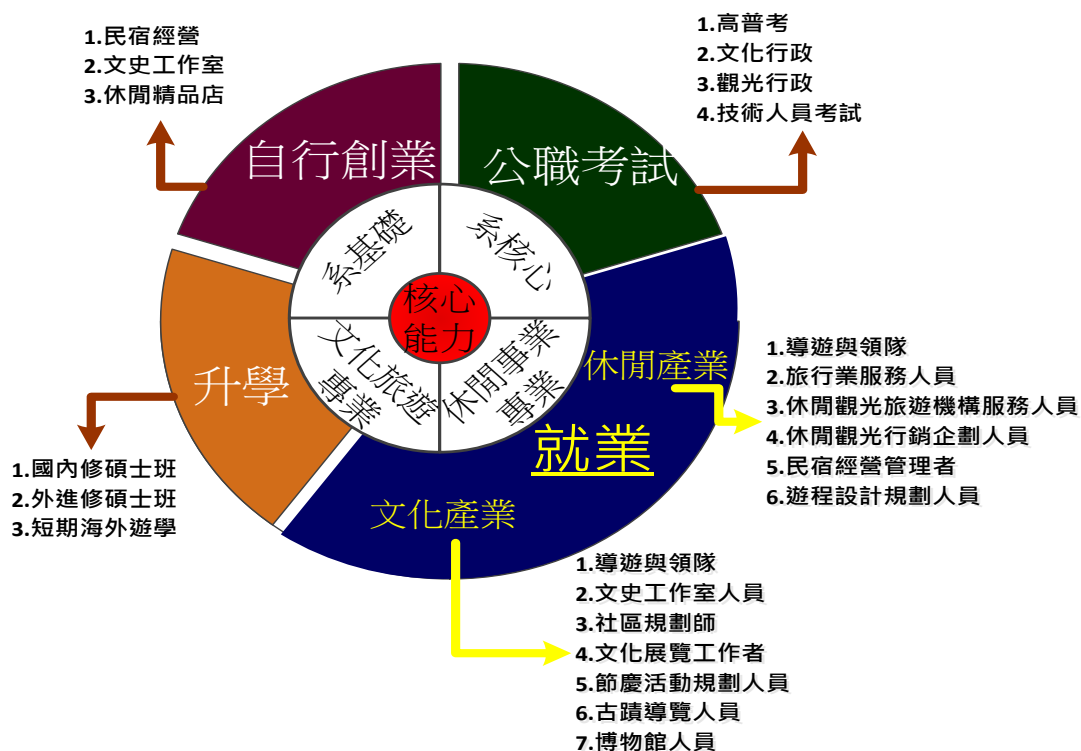 1.民宿經營
2.文史工作室
3.休閒精品店
1.高普考
2.文化行政
3.觀光行政
4.技術人員考試
自行創業
公職考試
系基礎
系核心
核心
能力
文化旅遊
專業
休閒事業
專業
升學
休閒產業
就業
文化產業
1.國內修碩士班
2.外進修碩士班
3.短期海外遊學
1.導遊與領隊
2.旅行業服務人員
3.休閒觀光旅遊機構服務人員
4.休閒觀光行銷企劃人員
5.民宿經營管理者
6.遊程設計規劃人員
1.導遊與領隊
2.文史工作室人員
3.社區規劃師
4.文化展覽工作者
5.節慶活動規劃人員
6.古蹟導覽人員
7.博物館人員